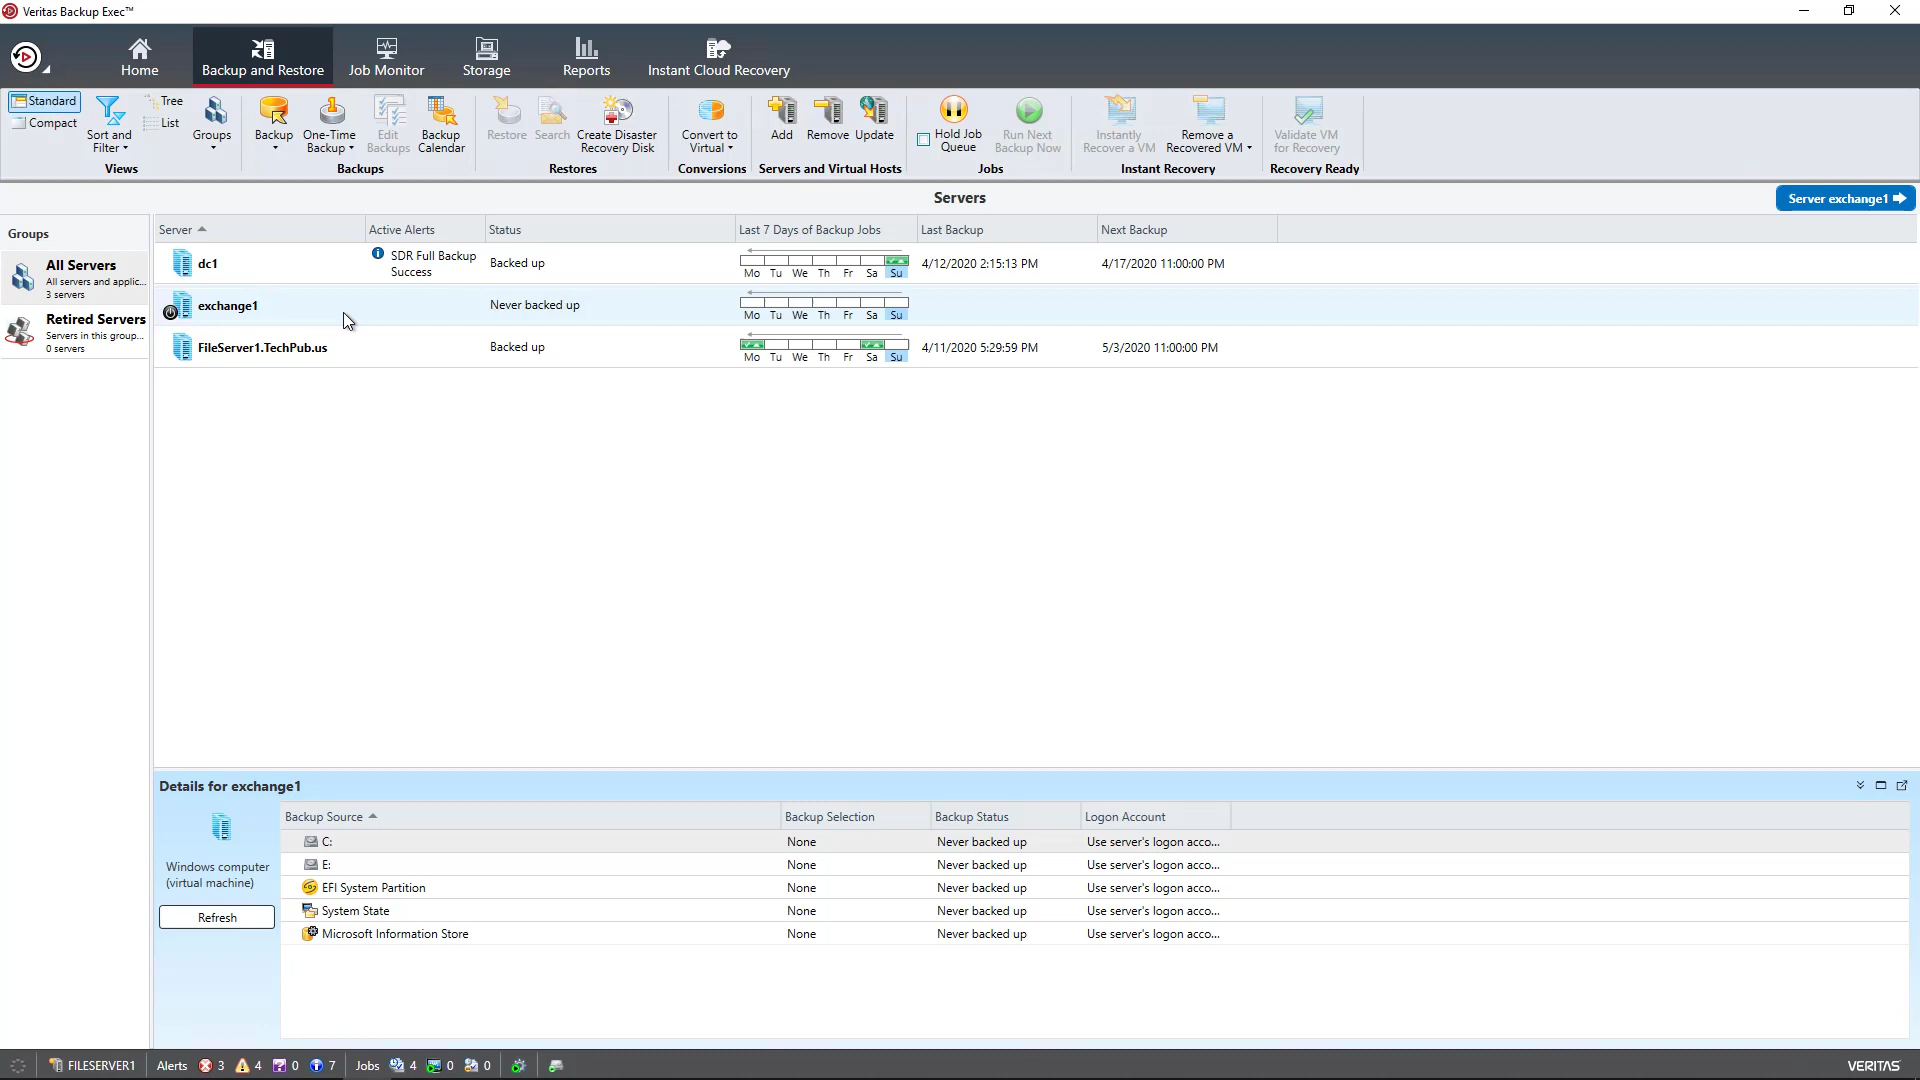 Veritas Backup Exec™
Home
Backup and Restore
Job Monitor
Storage
Reports
Instant Cloud Recovery
Standard
Compact
Sort and
Filter
Tree
List
Groups
Views
Backup
One-Time
Backup
Edit
Backups
Backup
Calendar
Backups
Restore
Search
Create Disaster
Recovery Disk
Restores
Convert to
Virtual
Conversions
Add
Remove
Update
Servers and Virtual Hosts
Hold Job
Queue
Run Next
Backup Now
Jobs
Instantly
Recover a VM
Remove a
Recovered VM
Instant Recovery
Validate VM
for Recovery
Recovery Ready
Servers
Server exchange1
Groups
All Servers
All servers and applic...
3 servers
Retired Servers
Servers in this group...
0 servers
Server Active Alerts Status Last 7 Days of Backup Jobs Last Backup Next Backup
dc1 SDR Full Backup Success Backed up 4/12/2020 2:15:13 PM 4/17/2020 11:00:00 PM
Mo Tu We Th Fr Sa Su
exchange1 Never backed up
Mo Tu We Th Fr Sa Su
FileServer1.TechPub.us Backed up 4/11/2020 5:29:59 PM 5/3/2020 11:00:00 PM
Mo Tu We Th Fr Sa Su
Details for exchange1
Windows computer
(virtual machine)
Refresh
Backup Source Backup Selection Backup Status Logon Account
C: None Never backed up Use server's logon acco...
E: None Never backed up Use server's logon acco...
EFI System Partition None Never backed up Use server's logon acco...
System State None Never backed up Use server's logon acco...
Microsoft Information Store None Never backed up Use server's logon acco...
FILESERVER1 Alerts 3 4 0 7 Jobs 4 0 0
VERITAS